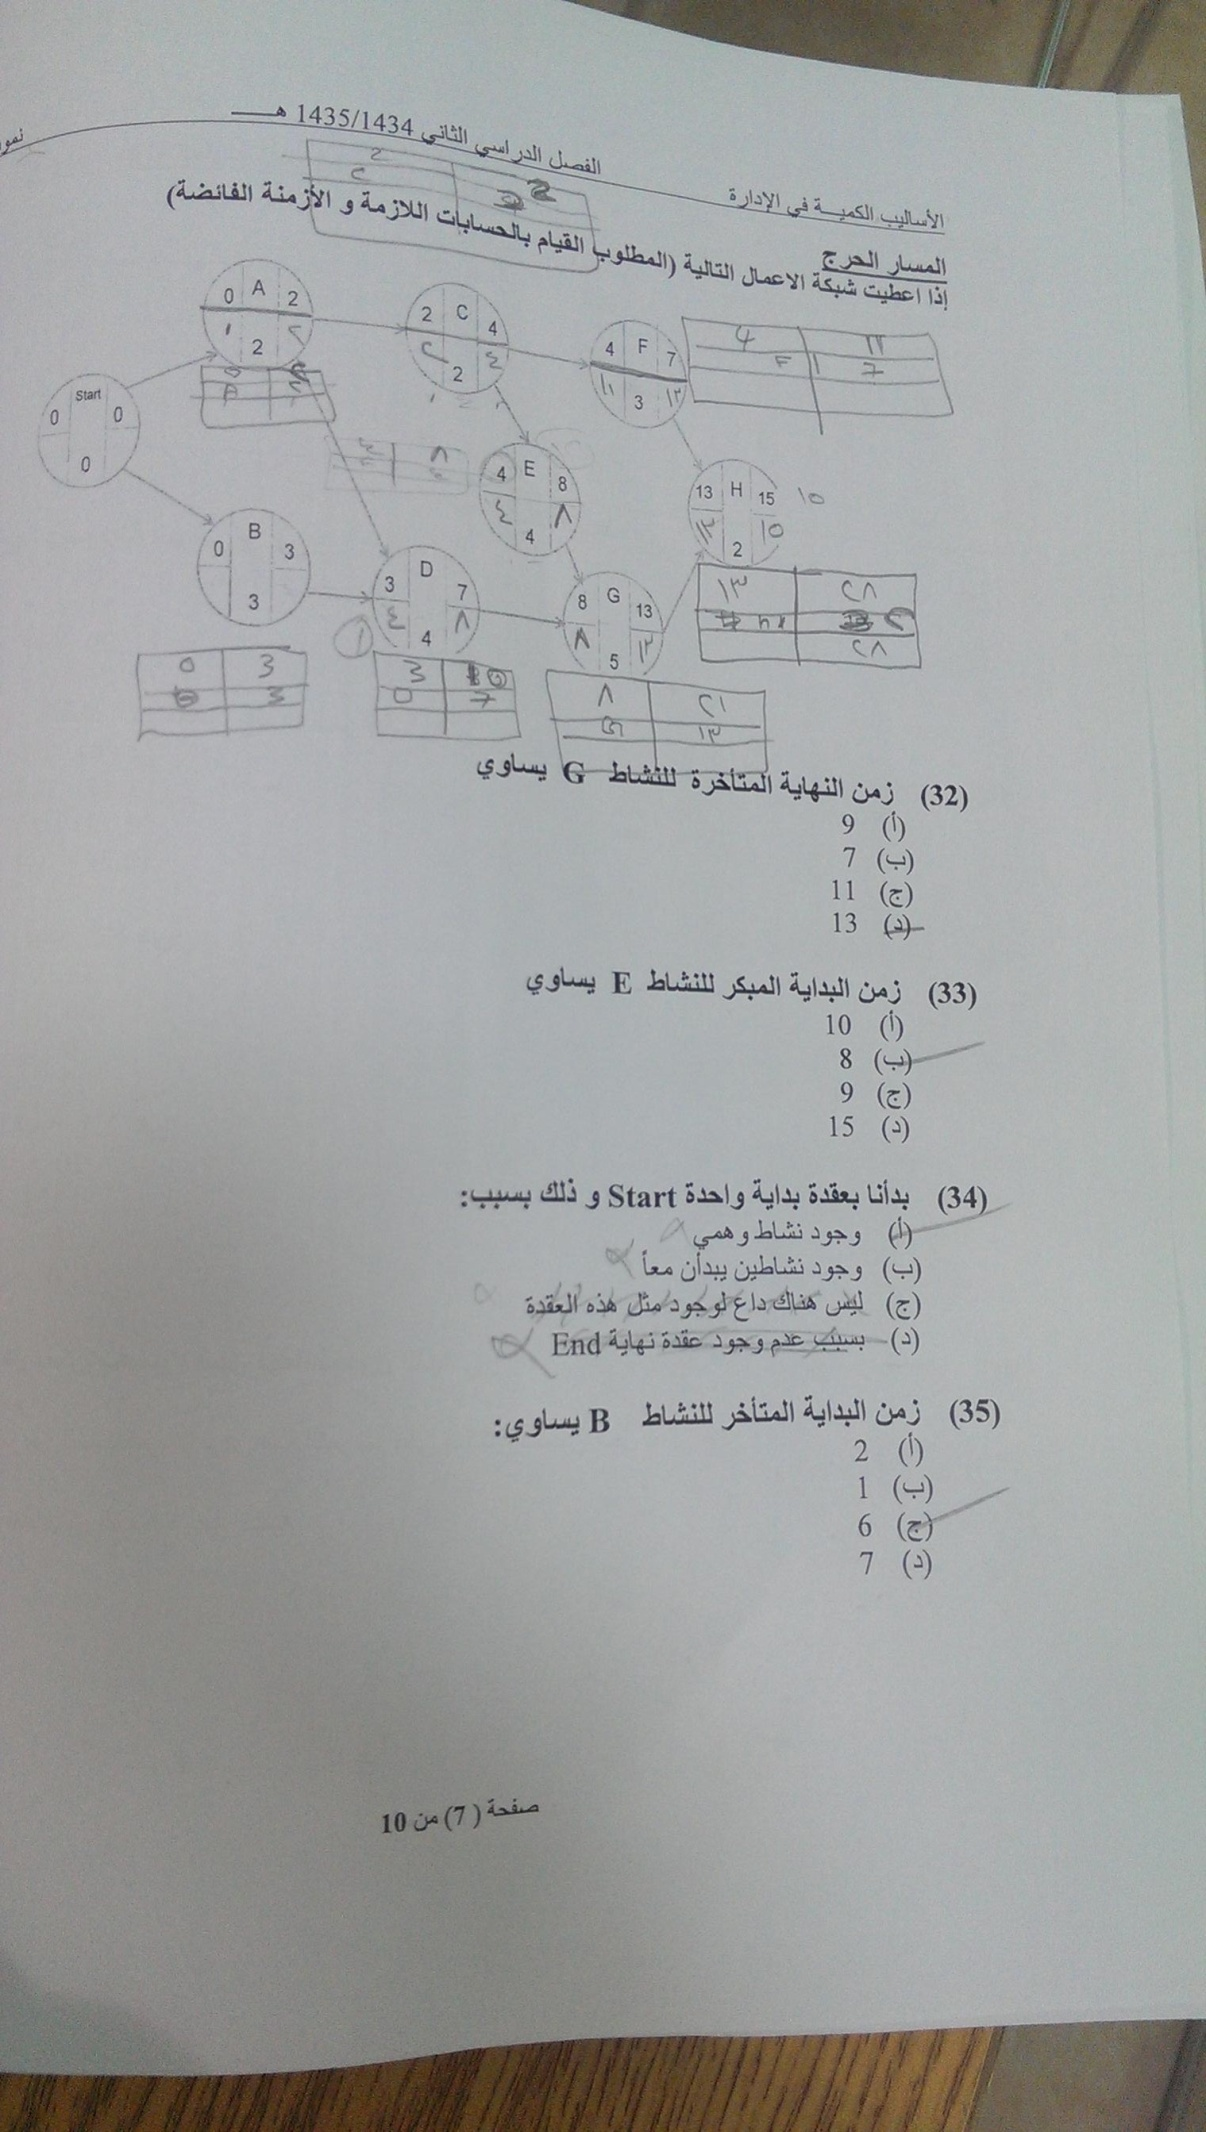 الفصل الدراسي الثاني 1435/1434 هـ
الأساليب الكمية في الإدارة
المسار الحرج
إذا اعطيت شبكة الاعمال التالية (المطلوب القيام بالحسابات اللازمة و الأزمنة الفائضة)
Start
0 0
0
0 A 2
2
2 C 4
2
4 F 7
3
4 E 8
4
13 H 15
2
0 B 3
3
3 D 7
4
8 G 13
5
(32) زمن النهاية المتأخرة للنشاط G يساوي
(أ) 9
(ب) 7
(ج) 11
(د) 13
(33) زمن البداية المبكر للنشاط E يساوي
(أ) 10
(ب) 8
(ج) 9
(د) 15
(34) بدأنا بعقدة بداية واحدة Start و ذلك بسبب:
(أ) وجود نشاط وهمي
(ب) وجود نشاطين يبدأن معاً
(ج) ليس هناك داع لوجود مثل هذه العقدة
(د) بسبب عدم وجود عقدة نهاية End
(35) زمن البداية المتأخر للنشاط B يساوي:
(أ) 2
(ب) 1
(ج) 6
(د) 7
صفحة (7) من 10